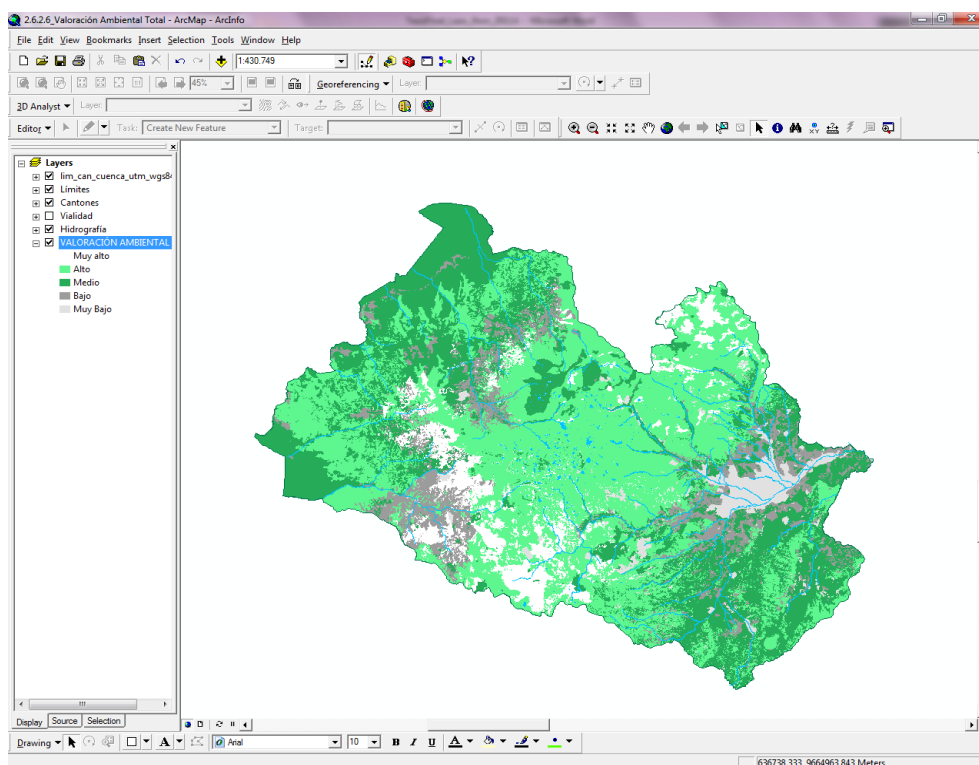 2.6.2.6_Valoración Ambiental Total - ArcMap - ArcInfo
File Edit View Bookmarks Insert Selection Tools Window Help
1:430.749
45% Georeferencing Layer:
3D Analyst Layer:
Editor Task: Create New Feature Target:
Layers
lim_can_cuenca_utm_wgs84
Límites
Cantones
Vialidad
Hidrografía
VALORACIÓN AMBIENTAL
Muy alto
Alto
Medio
Bajo
Muy Bajo
Display Source Selection
Drawing A Arial 10 B I U A
636738,333 9664963,843 Meters